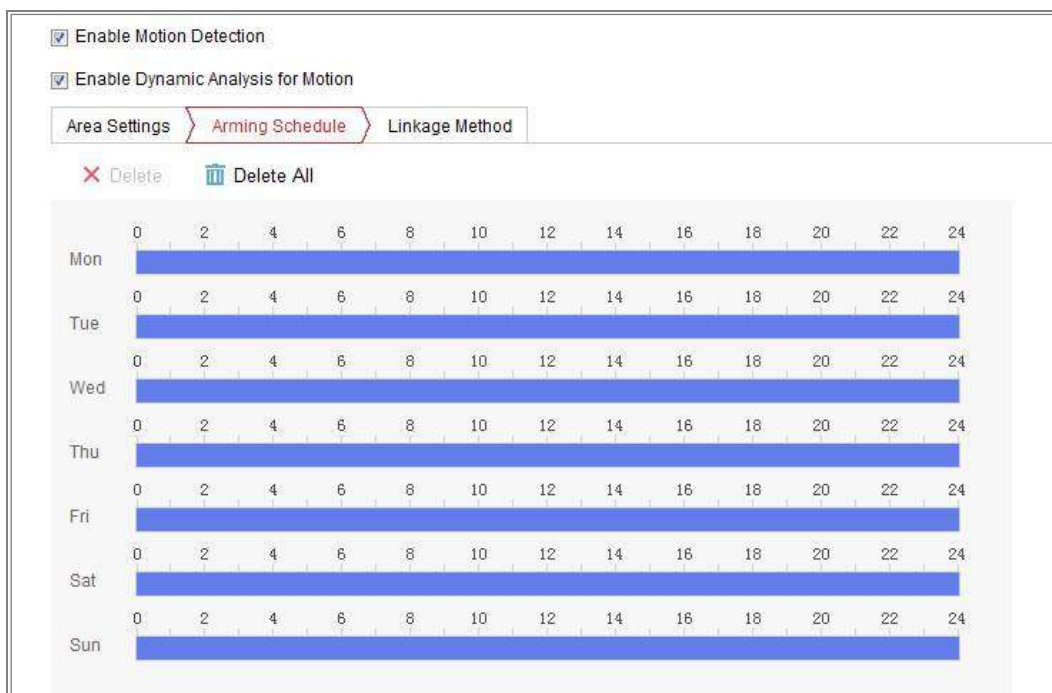 Enable Motion Detection
Enable Dynamic Analysis for Motion
Area Settings Arming Schedule Linkage Method
Delete Delete All
0 2 4 6 8 10 12 14 16 18 20 22 24
Mon
0 2 4 6 8 10 12 14 16 18 20 22 24
Tue
0 2 4 6 8 10 12 14 16 18 20 22 24
Wed
0 2 4 6 8 10 12 14 16 18 20 22 24
Thu
0 2 4 6 8 10 12 14 16 18 20 22 24
Fri
0 2 4 6 8 10 12 14 16 18 20 22 24
Sat
0 2 4 6 8 10 12 14 16 18 20 22 24
Sun